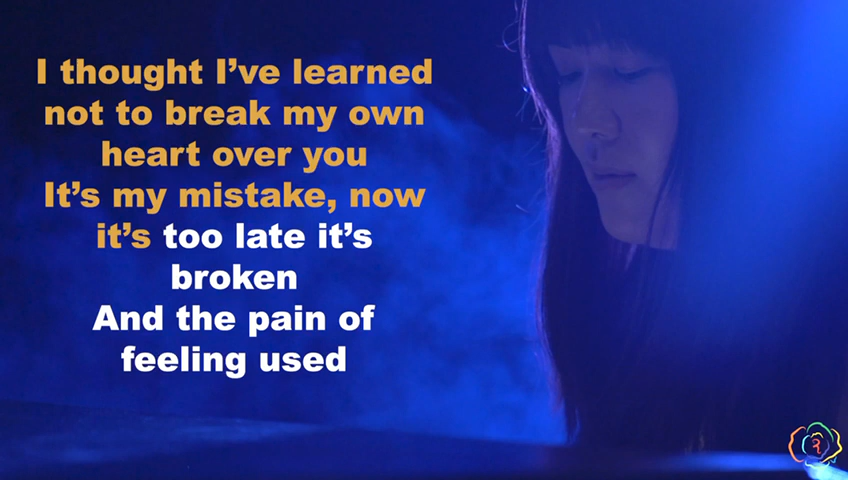 I thought I’ve learned
not to break my own
heart over you
It’s my mistake, now
it’s too late it’s
broken
And the pain of
feeling used